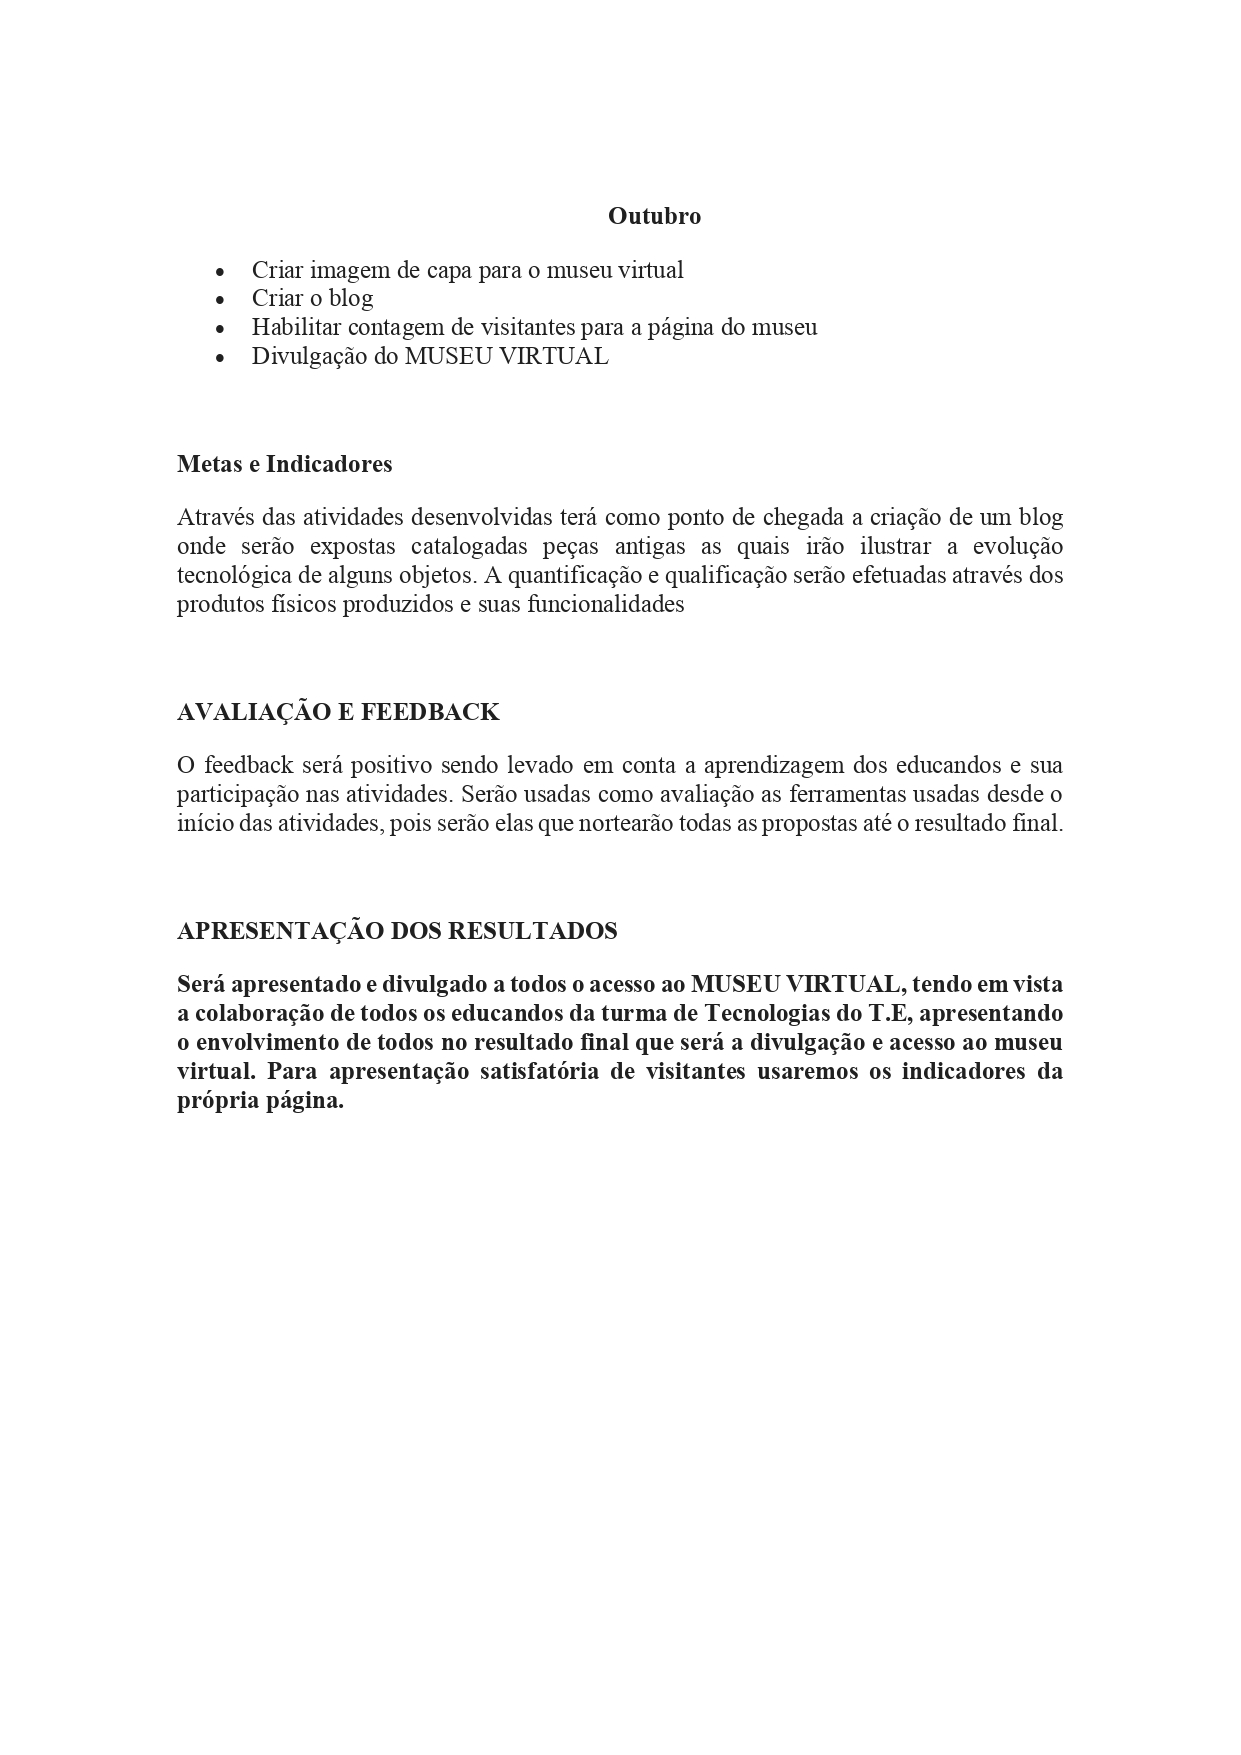 Outubro
• Criar imagem de capa para o museu virtual
• Criar o blog
• Habilitar contagem de visitantes para a página do museu
• Divulgação do MUSEU VIRTUAL
Metas e Indicadores
Através das atividades desenvolvidas terá como ponto de chegada a criação de um blog
onde serão expostas catalogadas peças antigas as quais irão ilustrar a evolução
tecnológica de alguns objetos. A quantificação e qualificação serão efetuadas através dos
produtos físicos produzidos e suas funcionalidades
AVALIAÇÃO E FEEDBACK
O feedback será positivo sendo levado em conta a aprendizagem dos educandos e sua
participação nas atividades. Serão usadas como avaliação as ferramentas usadas desde o
início das atividades, pois serão elas que nortearão todas as propostas até o resultado final.
APRESENTAÇÃO DOS RESULTADOS
Será apresentado e divulgado a todos o acesso ao MUSEU VIRTUAL, tendo em vista
a colaboração de todos os educandos da turma de Tecnologias do T.E, apresentando
o envolvimento de todos no resultado final que será a divulgação e acesso ao museu
virtual. Para apresentação satisfatória de visitantes usaremos os indicadores da
própria página.